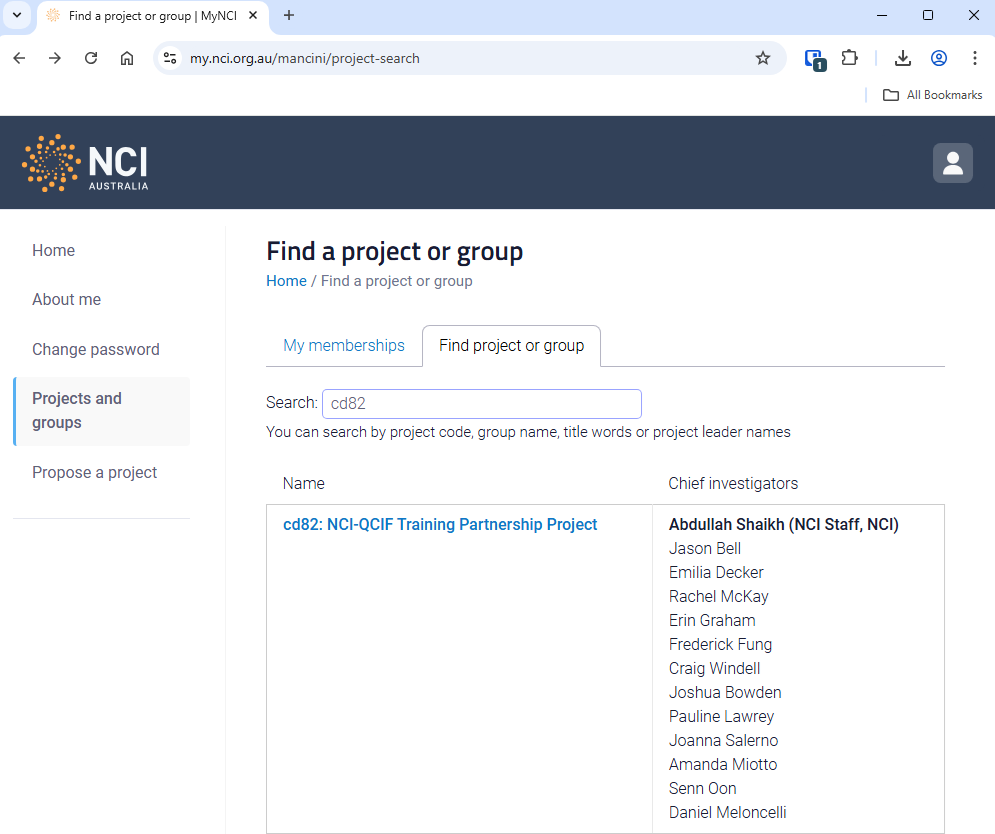 Find a project or group | MyNCI
my.nci.org.au/mancini/project-search
1
All Bookmarks
NCI
AUSTRALIA
Home
About me
Change password
Projects and
groups
Propose a project
Find a project or group
Home / Find a project or group
My memberships
Find project or group
Search: cd82
You can search by project code, group name, title words or project leader names
Name
Chief investigators
cd82: NCI-QCIF Training Partnership Project
Abdullah Shaikh (NCI Staff, NCI)
Jason Bell
Emilia Decker
Rachel McKay
Erin Graham
Frederick Fung
Craig Windell
Joshua Bowden
Pauline Lawrey
Joanna Salerno
Amanda Miotto
Senn Oon
Daniel Meloncelli